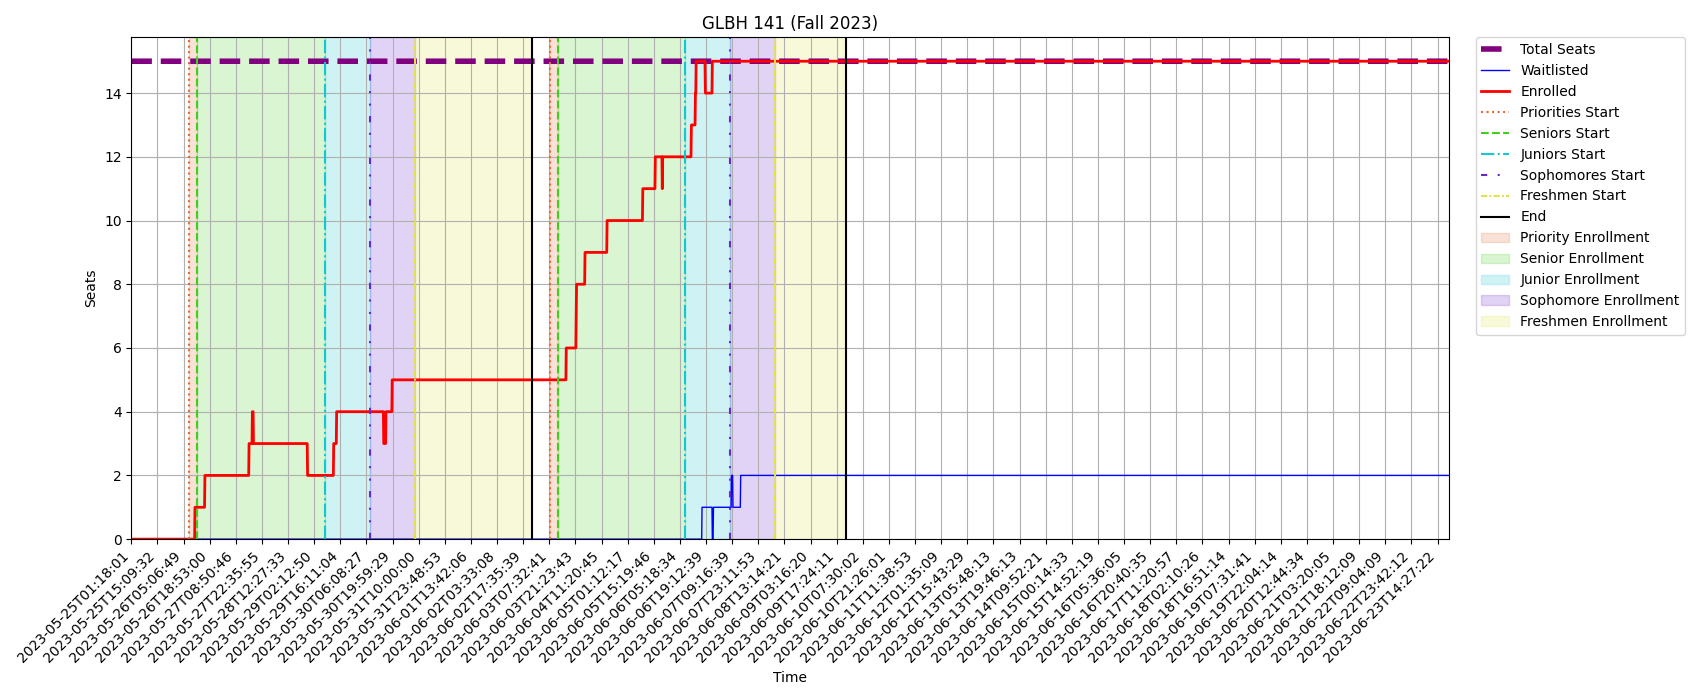 GLBH 141 (Fall 2023)
Seats
14
12
10
8
6
4
2
0
2023-05-25T01:18:01
2023-05-25T15:09:32
2023-05-26T05:06:49
2023-05-26T18:53:00
2023-05-27T08:50:46
2023-05-27T22:35:55
2023-05-28T12:27:33
2023-05-29T02:12:50
2023-05-29T16:11:04
2023-05-30T06:08:27
2023-05-30T19:59:29
2023-05-31T10:00:00
2023-05-31T23:48:53
2023-06-01T13:42:06
2023-06-02T03:33:08
2023-06-02T17:35:39
2023-06-03T07:32:41
2023-06-03T21:23:43
2023-06-04T11:20:45
2023-06-05T01:12:17
2023-06-05T15:19:46
2023-06-06T05:18:34
2023-06-06T19:12:39
2023-06-07T09:16:39
2023-06-07T23:11:53
2023-06-08T13:14:21
2023-06-09T03:16:20
2023-06-09T17:24:11
2023-06-10T07:30:02
2023-06-10T21:26:01
2023-06-11T11:38:53
2023-06-12T01:35:09
2023-06-12T15:43:29
2023-06-13T05:48:13
2023-06-13T19:46:13
2023-06-14T09:52:21
2023-06-15T00:14:33
2023-06-15T14:52:19
2023-06-16T05:36:05
2023-06-16T20:40:35
2023-06-17T11:20:57
2023-06-18T02:10:26
2023-06-18T16:51:14
2023-06-19T07:31:41
2023-06-19T22:04:14
2023-06-20T12:44:34
2023-06-21T03:20:05
2023-06-21T18:12:09
2023-06-22T09:04:09
2023-06-22T23:42:12
2023-06-23T14:27:22
Time
Total Seats
Waitlisted
Enrolled
Priorities Start
Seniors Start
Juniors Start
Sophomores Start
Freshmen Start
End
Priority Enrollment
Senior Enrollment
Junior Enrollment
Sophomore Enrollment
Freshmen Enrollment